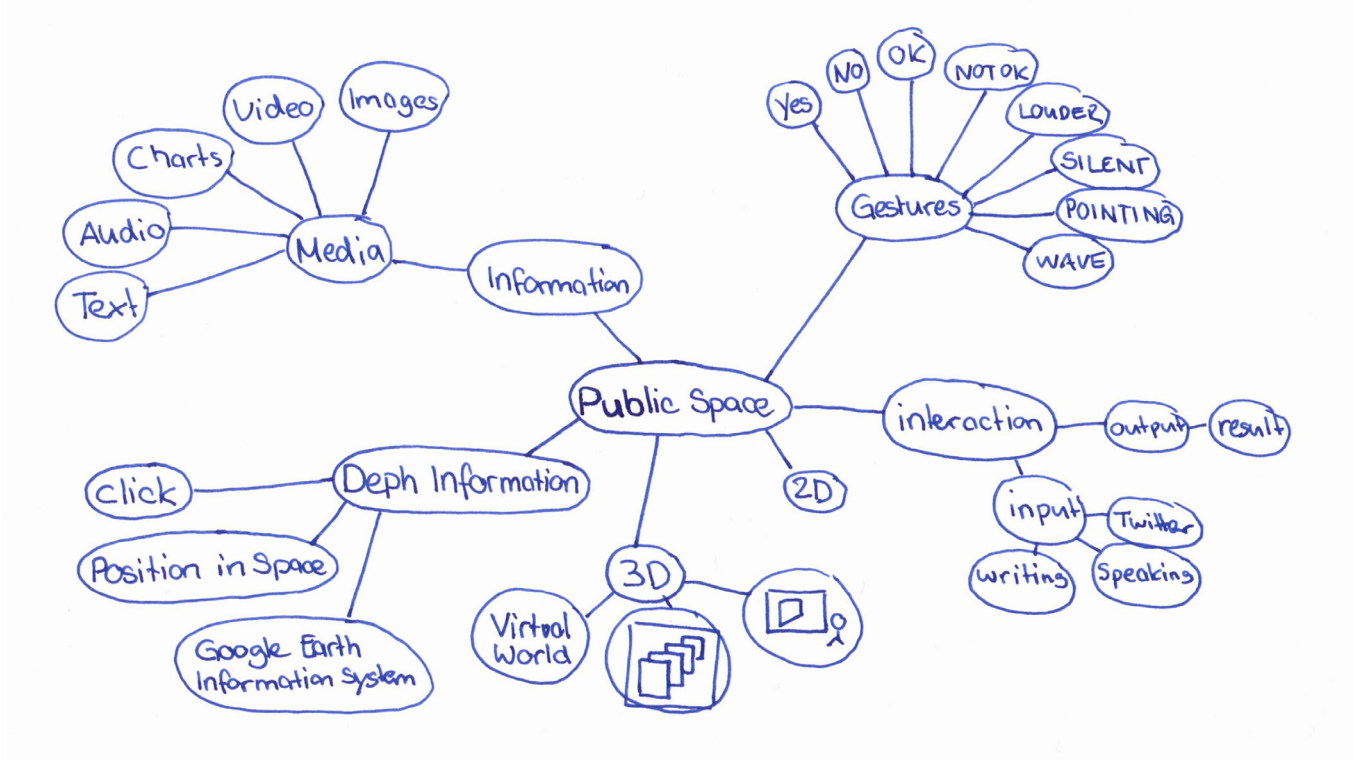 Images
Video
Charts
Audio
Text
Media
Information
Yes
NO
OK
NOT OK
LOUDER
SILENT
POINTING
WAVE
Gestures
Public Space
interaction
output
result
input
Twitter
Speaking
writing
2D
3D
Virtual
World
Deph Information
Click
Position in Space
Google Earth
Information System